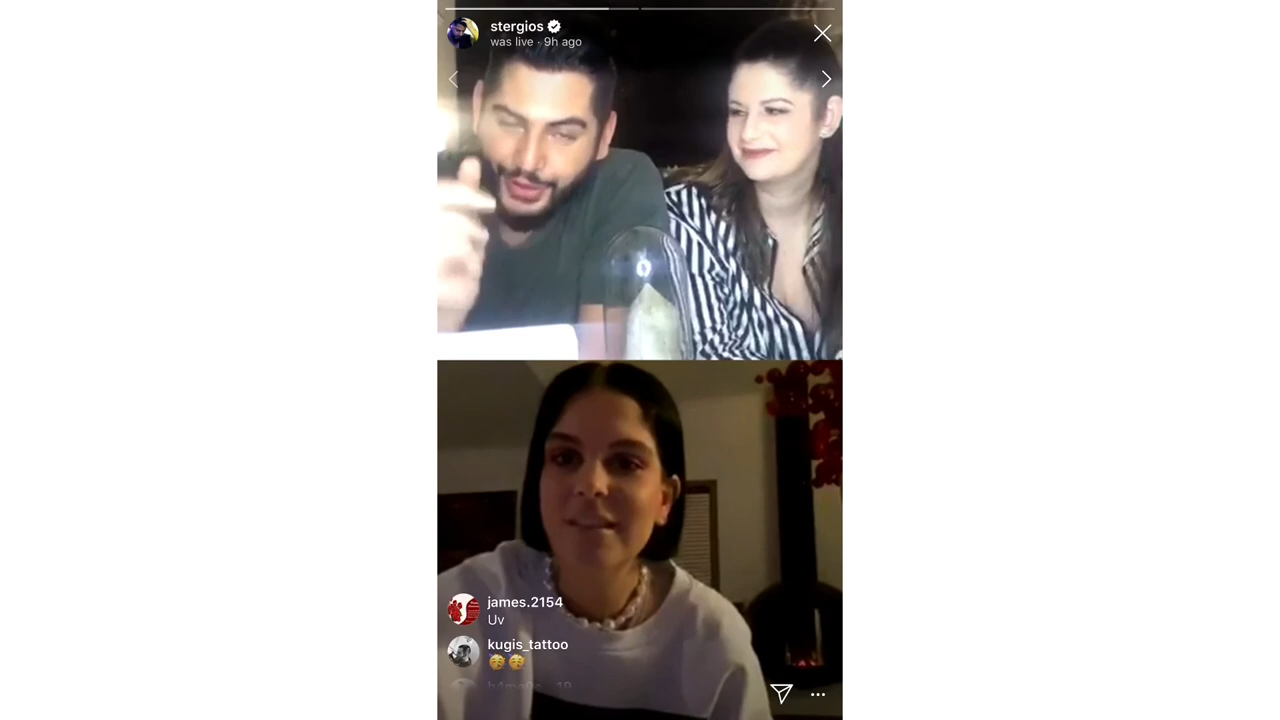 stergios
was live · 9h ago
james.2154
Uv
kugis_tattoo
🥳🥳